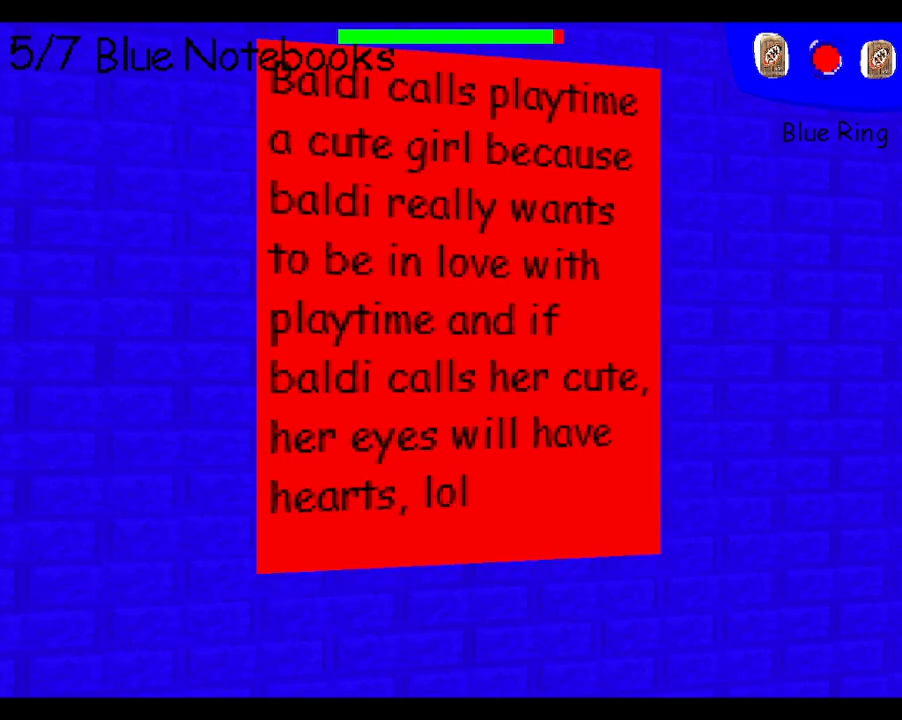 5/7 Blue Notebooks
Blue Ring
Baldi calls playtime
a cute girl because
baldi really wants
to be in love with
playtime and if
baldi calls her cute,
her eyes will have
hearts, lol